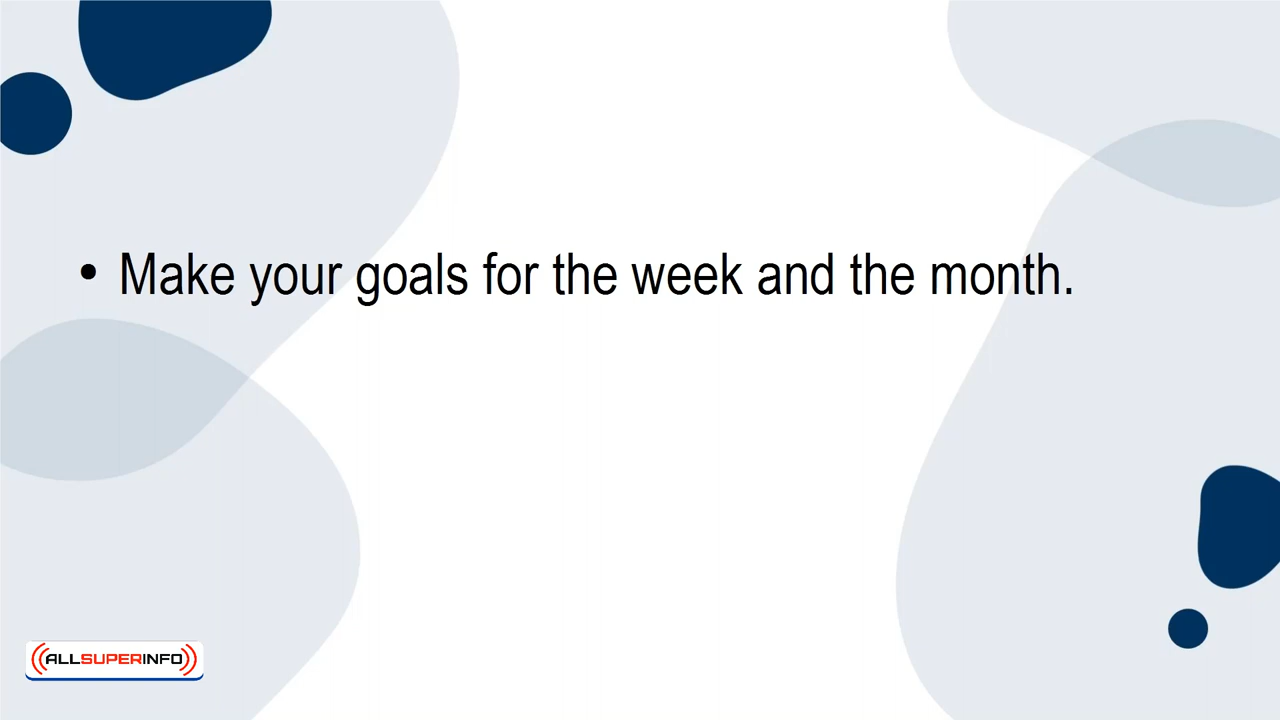 • Make your goals for the week and the month.
ALLSUPERINFO